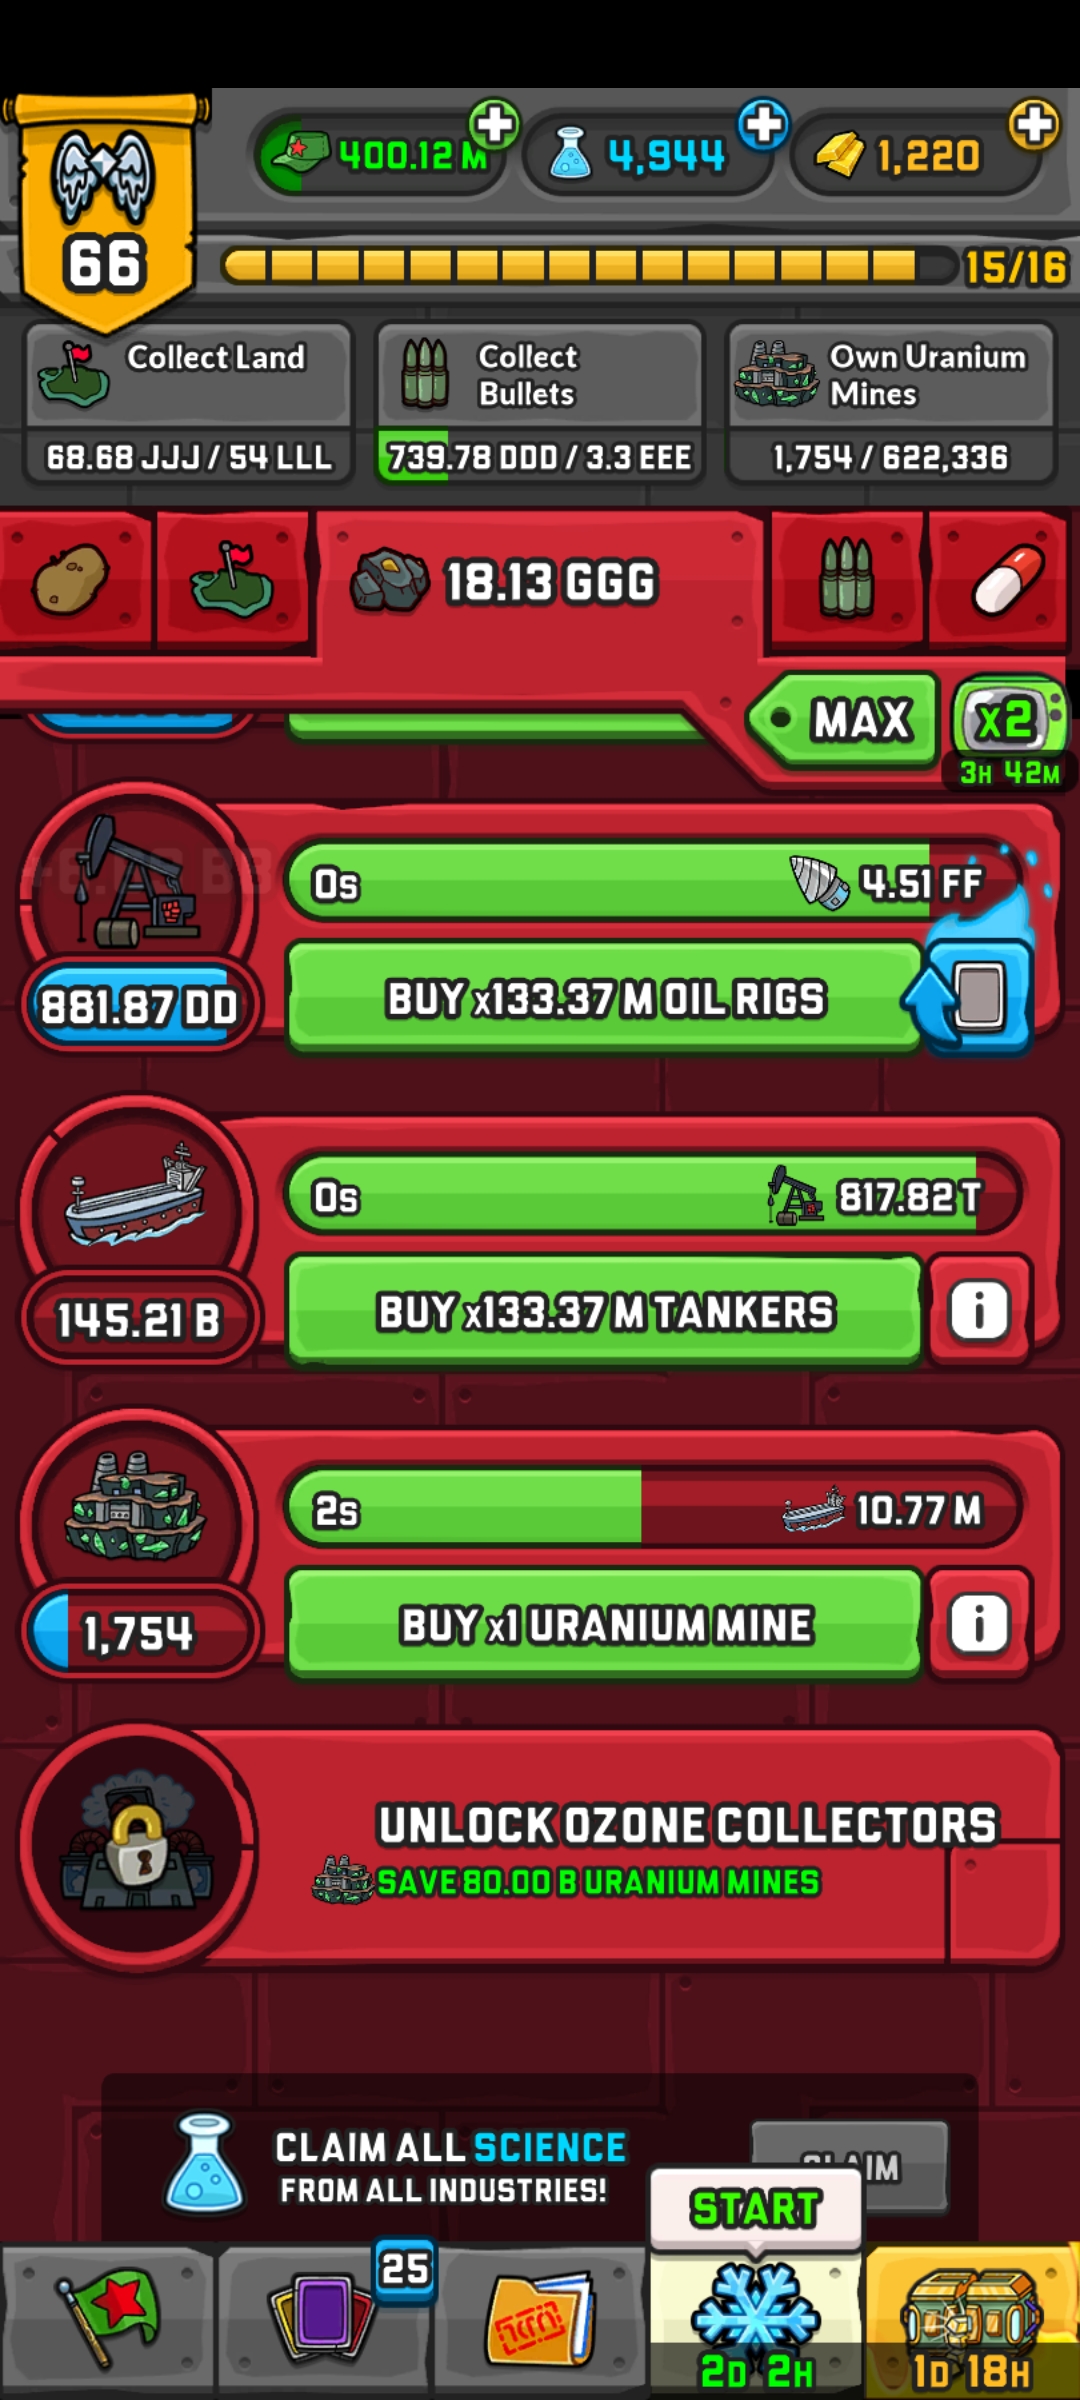 400.12 M
4,944
1,220
66
15/16
Collect Land
68.68 JJJ / 54 LLL
Collect
Bullets
739.78 DDD / 3.3 EEE
Own Uranium
Mines
1,754 / 622,336
18.13 GGG
MAX
x2
3H 42M
0s
4.51 FF
881.87 DD
BUY x133.37 M OIL RIGS
0s
817.82 T
145.21 B
BUY x133.37 M TANKERS
i
2s
10.77 M
1,754
BUY x1 URANIUM MINE
i
UNLOCK OZONE COLLECTORS
SAVE 80.00 B URANIUM MINES
CLAIM ALL SCIENCE
FROM ALL INDUSTRIES!
CLAIM
START
25
2D 2H
1D 18H